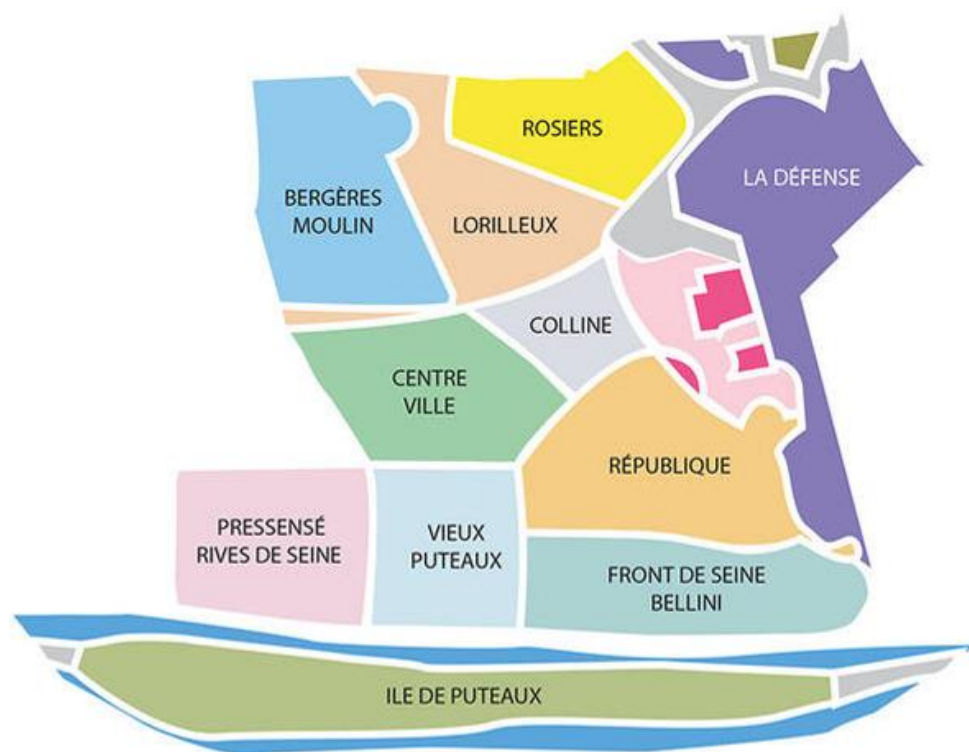 ROSIERS
LA DÉFENSE
BERGÈRES
MOULIN
LORILLEUX
COLLINE
CENTRE
VILLE
RÉPUBLIQUE
PRESSENSÉ
RIVES DE SEINE
VIEUX
PUTEAUX
FRONT DE SEINE
BELLINI
ILE DE PUTEAUX